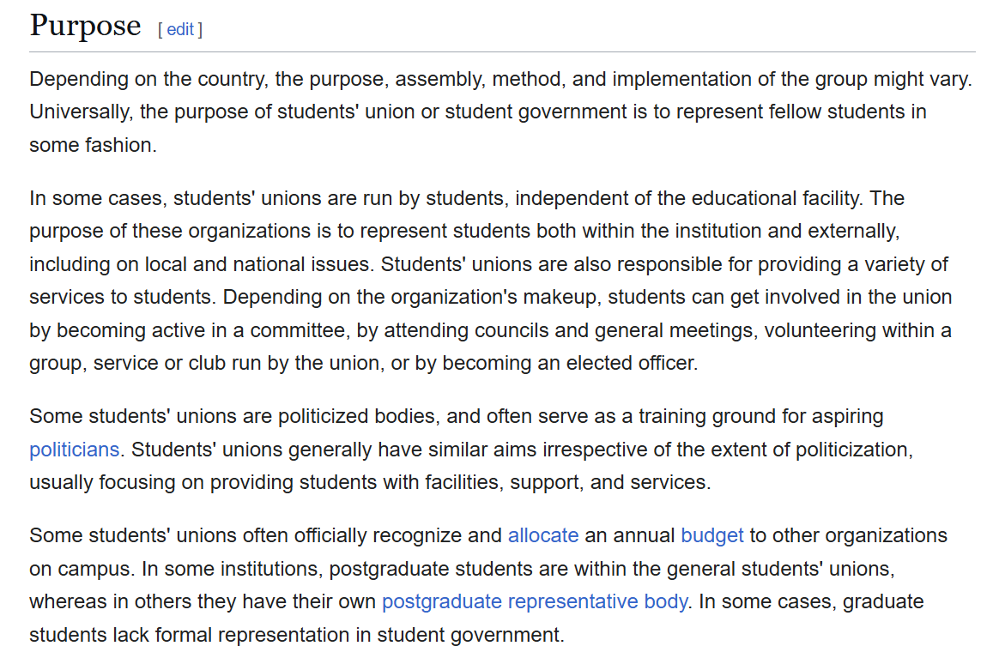 Purpose [ edit ]
Depending on the country, the purpose, assembly, method, and implementation of the group might vary.
Universally, the purpose of students' union or student government is to represent fellow students in
some fashion.
In some cases, students' unions are run by students, independent of the educational facility. The
purpose of these organizations is to represent students both within the institution and externally,
including on local and national issues. Students' unions are also responsible for providing a variety of
services to students. Depending on the organization's makeup, students can get involved in the union
by becoming active in a committee, by attending councils and general meetings, volunteering within a
group, service or club run by the union, or by becoming an elected officer.
Some students' unions are politicized bodies, and often serve as a training ground for aspiring
politicians. Students' unions generally have similar aims irrespective of the extent of politicization,
usually focusing on providing students with facilities, support, and services.
Some students' unions often officially recognize and allocate an annual budget to other organizations
on campus. In some institutions, postgraduate students are within the general students' unions,
whereas in others they have their own postgraduate representative body. In some cases, graduate
students lack formal representation in student government.